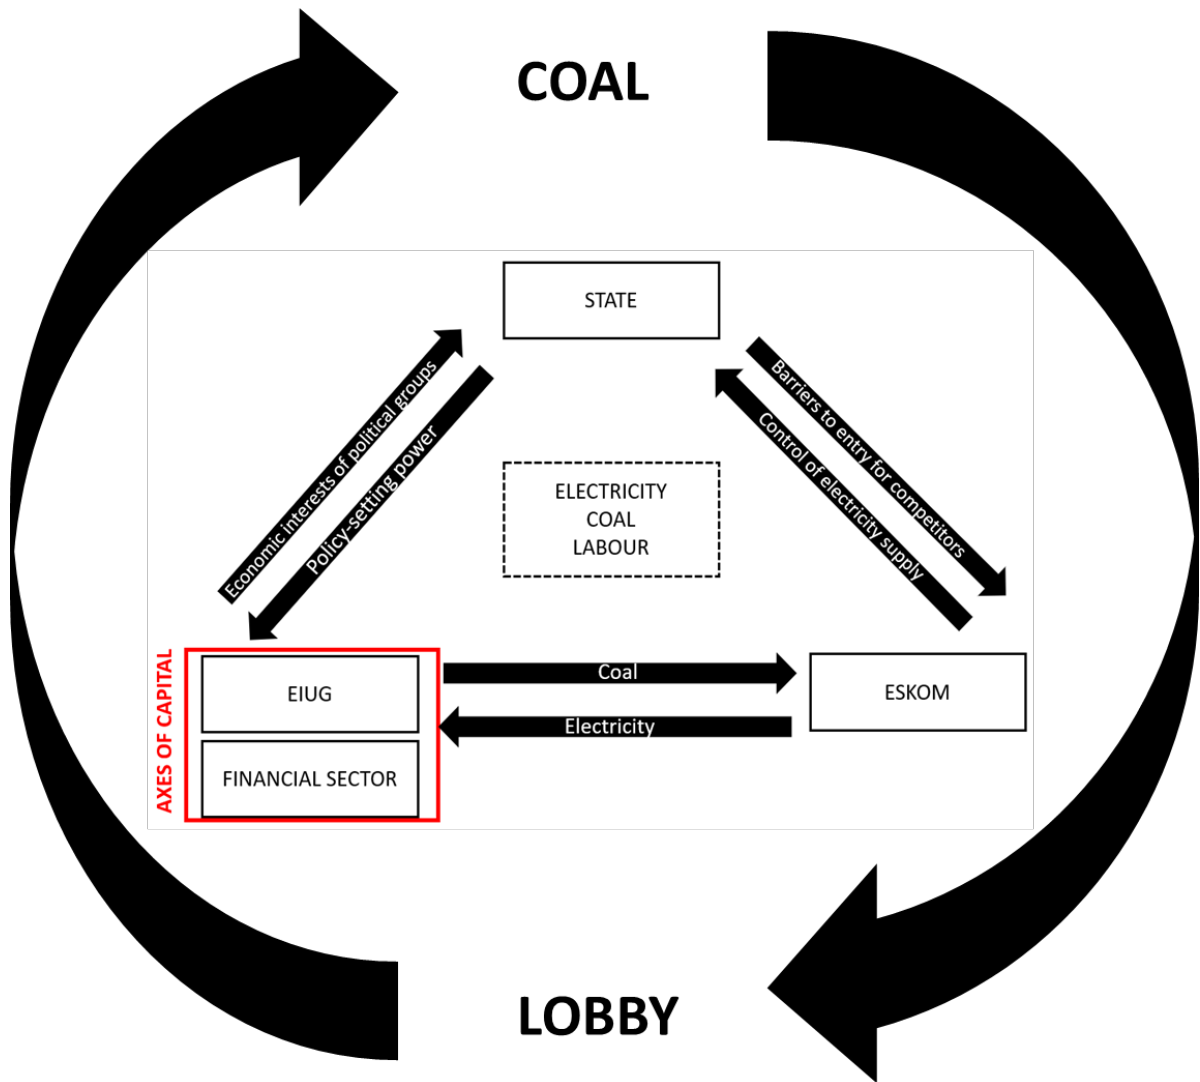 COAL
STATE
Economic interests of political groups
Policy-setting power
Barriers to entry for competitors
Control of electricity supply
ELECTRICITY
COAL
LABOUR
AXES OF CAPITAL
EIUG
FINANCIAL SECTOR
Coal
Electricity
ESKOM
LOBBY